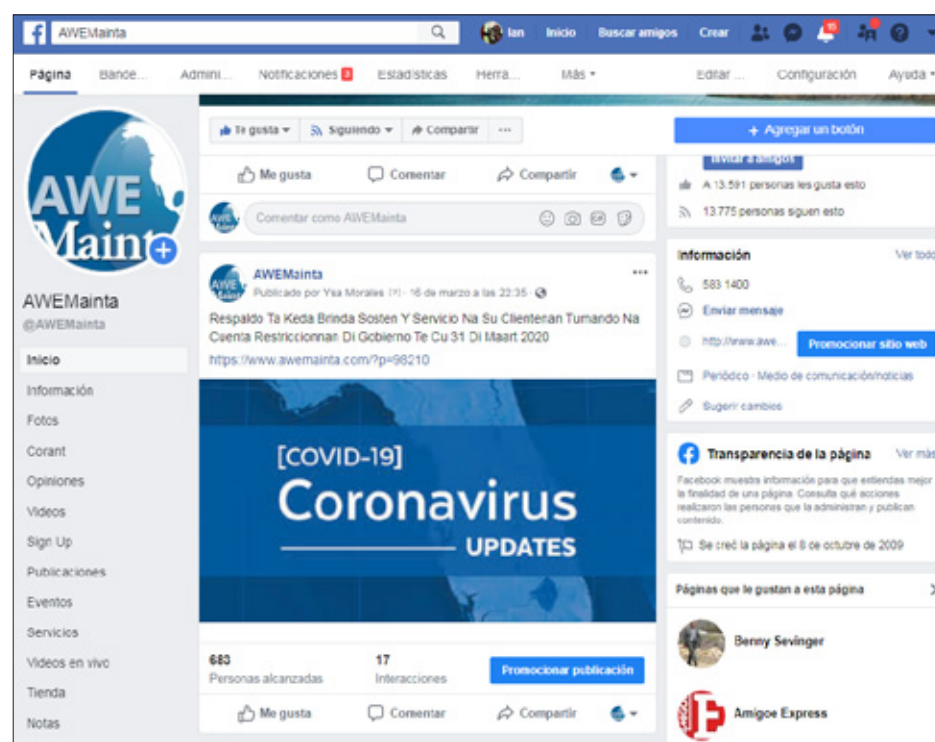 AWEMainta
Ian Inicio Buscar amigos Crear
15
Página Bande... Admini... Notificaciones 3 Estadísticas Herra... Más Editar ... Configuración Ayuda
Te gusta Siguiendo Compartir ...
+ Agregar un botón
AWE
Mainta
AWEMainta
@AWEMainta
Inicio
Información
Fotos
Corant
Opiniones
Videos
Sign Up
Publicaciones
Eventos
Servicios
Videos en vivo
Tienda
Notas
Me gusta Comentar Compartir
Comentar como AWEMainta
GIF
AWEMainta
Publicado por Ysa Morales [?] · 16 de marzo a las 22:35 ·
Respaldo Ta Keda Brinda Sosten Y Servicio Na Su Clientenan Tumando Na
Cuenta Restriccionnan Di Gobierno Te Cu 31 Di Maart 2020
https://www.awemainta.com/?p=98210
[COVID-19]
Coronavirus
UPDATES
683
Personas alcanzadas
17
Interacciones
Promocionar publicación
Me gusta Comentar Compartir
Invitar a amigos
A 13.591 personas les gusta esto
13.775 personas siguen esto
Información Ver todo
583 1400
Enviar mensaje
http://www.awe... Promocionar sitio web
Periódico · Medio de comunicación/noticias
Sugerir cambios
Transparencia de la página Ver más
Facebook muestra información para que entiendas mejor
la finalidad de una página. Consulta qué acciones
realizaron las personas que la administran y publican
contenido.
Se creó la página el 8 de octubre de 2009
Páginas que le gustan a esta página
Benny Sevinger
Amigoe Express